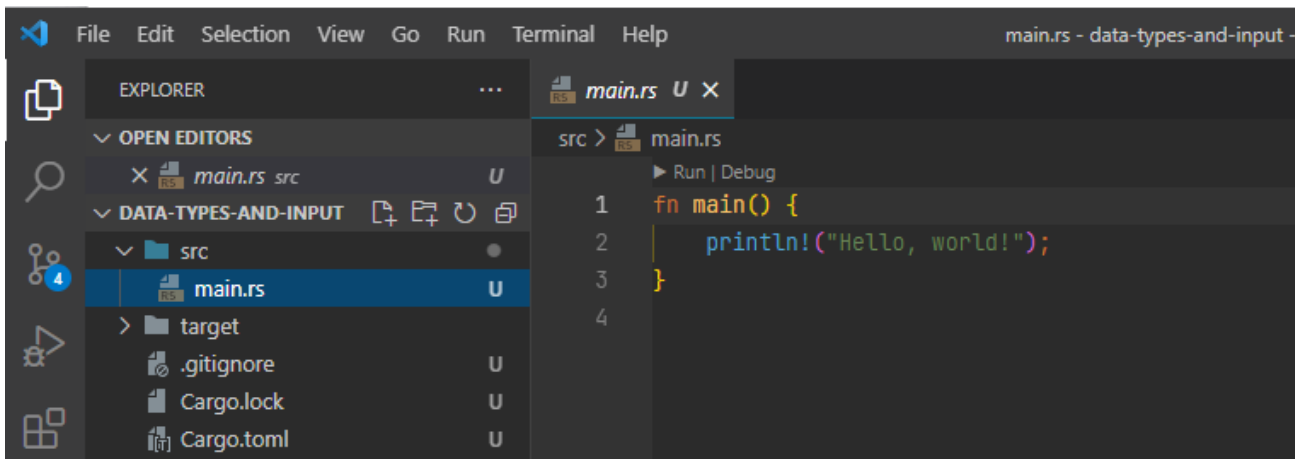 File Edit Selection View Go Run Terminal Help main.rs - data-types-and-input -
EXPLORER ···
OPEN EDITORS
main.rs src U
DATA-TYPES-AND-INPUT
src
main.rs U
target
.gitignore U
Cargo.lock U
Cargo.toml U
4
main.rs U
src > main.rs
Run | Debug
1 fn main() {
2 println!("Hello, world!");
3 }
4